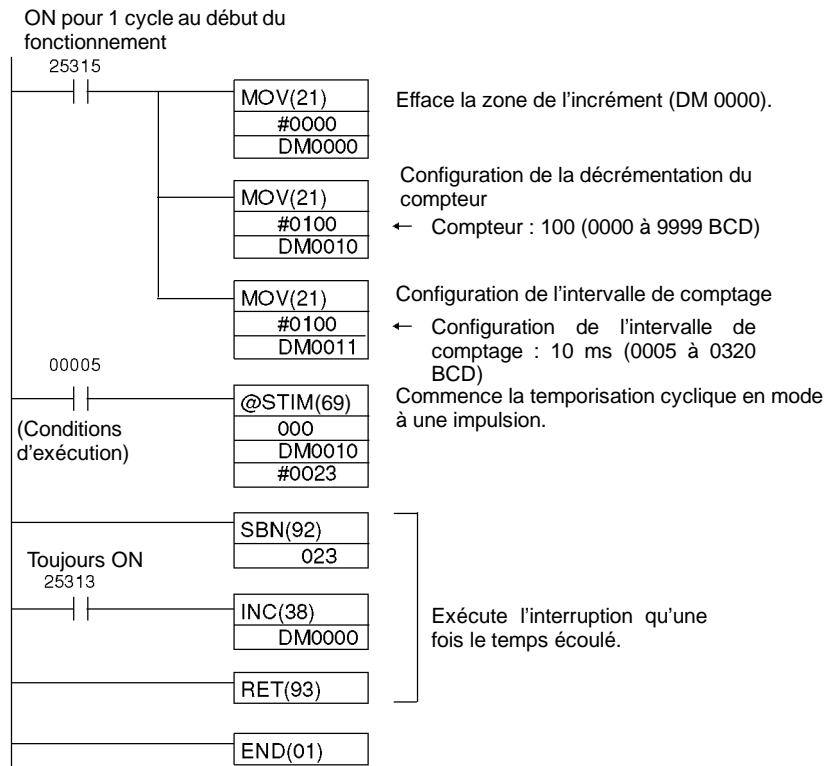 ON pour 1 cycle au début du
fonctionnement
25315
MOV(21)
#0000
DM0000
Efface la zone de l'incrément (DM 0000).
MOV(21)
#0100
DM0010
Configuration de la décrémentation du
compteur
← Compteur : 100 (0000 à 9999 BCD)
MOV(21)
#0100
DM0011
Configuration de l'intervalle de comptage
← Configuration de l'intervalle de
comptage : 10 ms (0005 à 0320
BCD)
00005
(Conditions
d'exécution)
@STIM(69)
000
DM0010
#0023
Commence la temporisation cyclique en mode
à une impulsion.
SBN(92)
023
Toujours ON
25313
INC(38)
DM0000
Exécute l'interruption qu'une
fois le temps écoulé.
RET(93)
END(01)